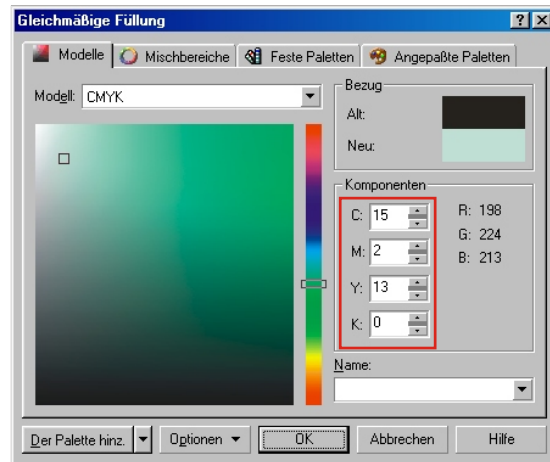 Gleichmäßige Füllung
Modelle Mischbereiche Feste Paletten Angepaßte Paletten
Modell: CMYK
Bezug
Alt:
Neu:
Komponenten
C: 15 R: 198
M: 2 G: 224
Y: 13 B: 213
K: 0
Name:
Der Palette hinz. Optionen OK Abbrechen Hilfe